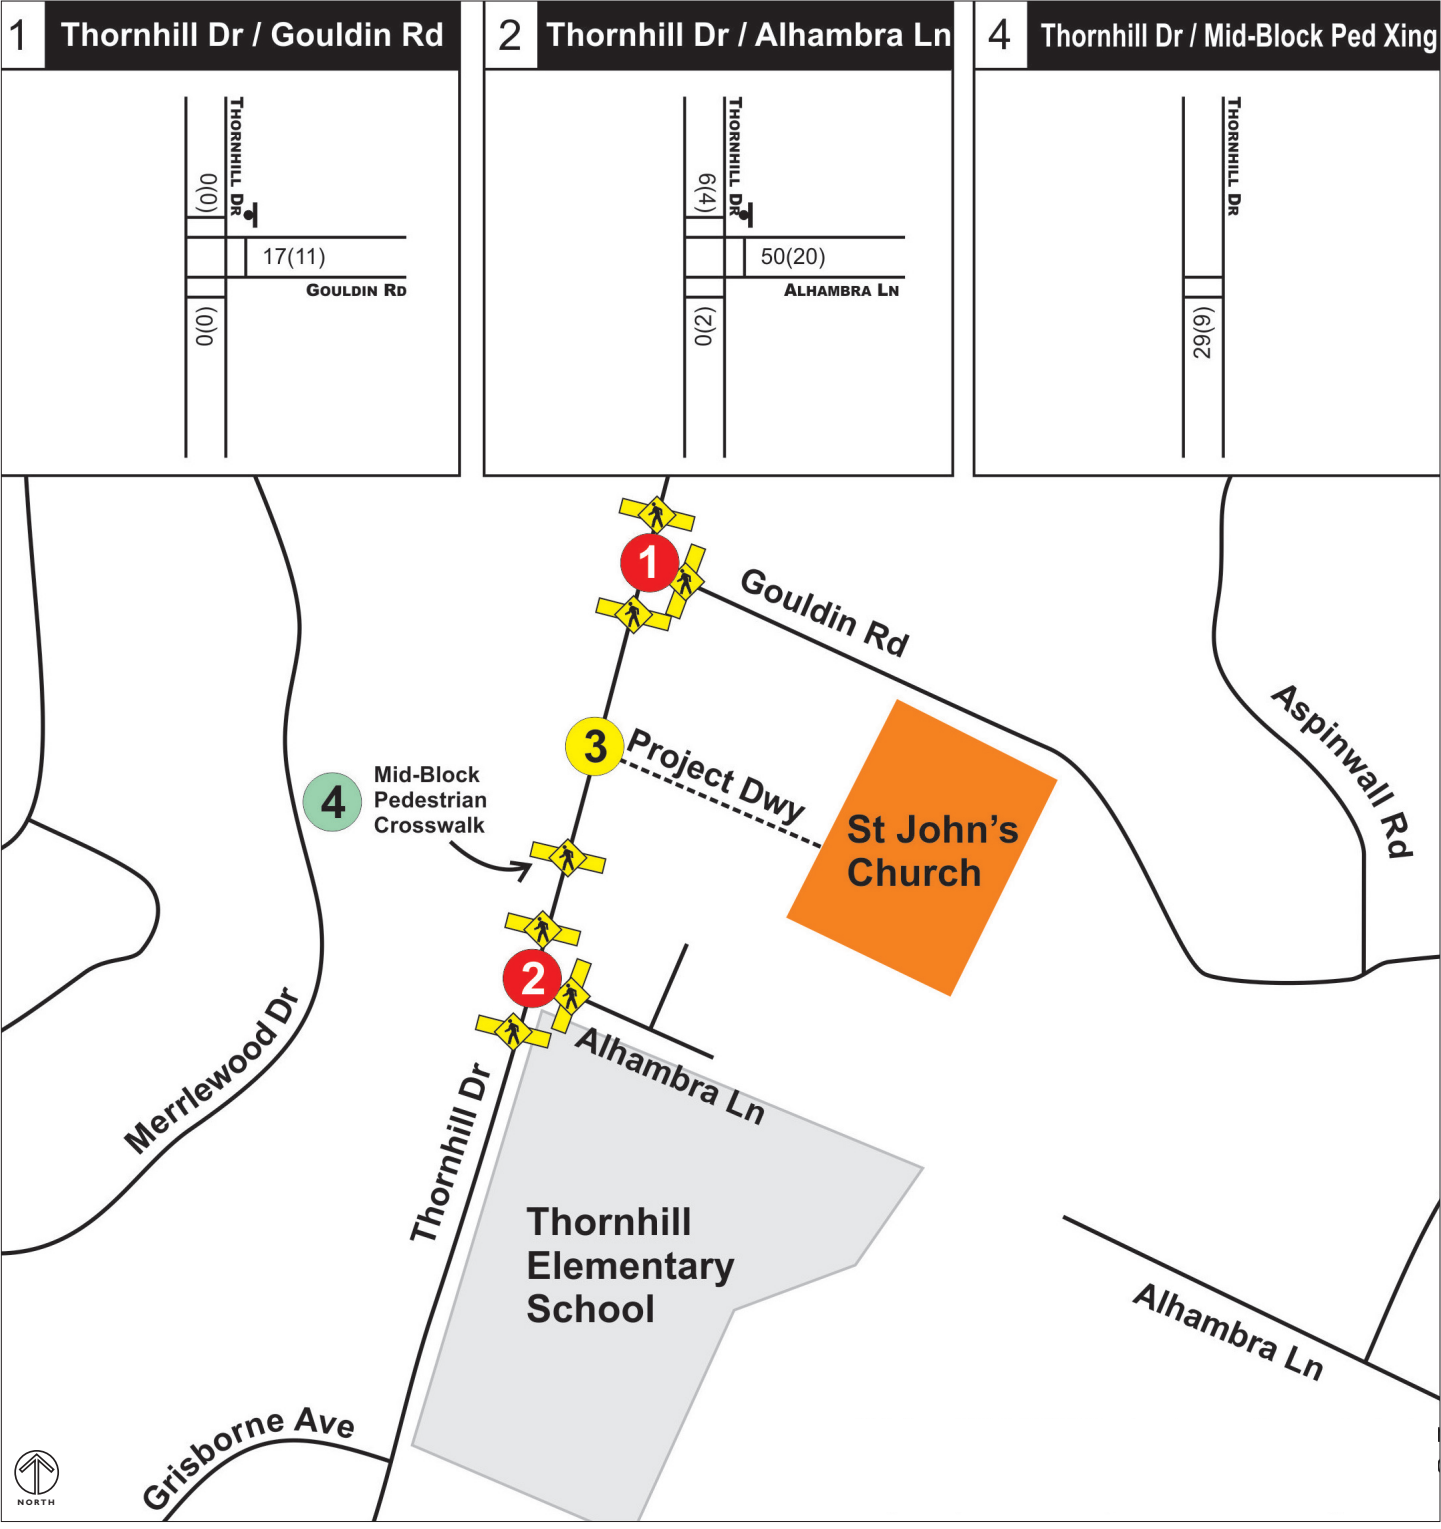 1 Thornhill Dr / Gouldin Rd
THORNHILL DR
0(0)
17(11)
GOULDIN RD
0(0)
2 Thornhill Dr / Alhambra Ln
THORNHILL DR
6(4)
50(20)
ALHAMBRA LN
0(2)
4 Thornhill Dr / Mid-Block Ped Xing
THORNHILL DR
29(9)
1
Gouldin Rd
Aspinwall Rd
3
Project Dwy
4
Mid-Block
Pedestrian
Crosswalk
St John's
Church
2
Alhambra Ln
Merrlewood Dr
Thornhill Dr
Thornhill
Elementary
School
Alhambra Ln
Grisborne Ave
NORTH